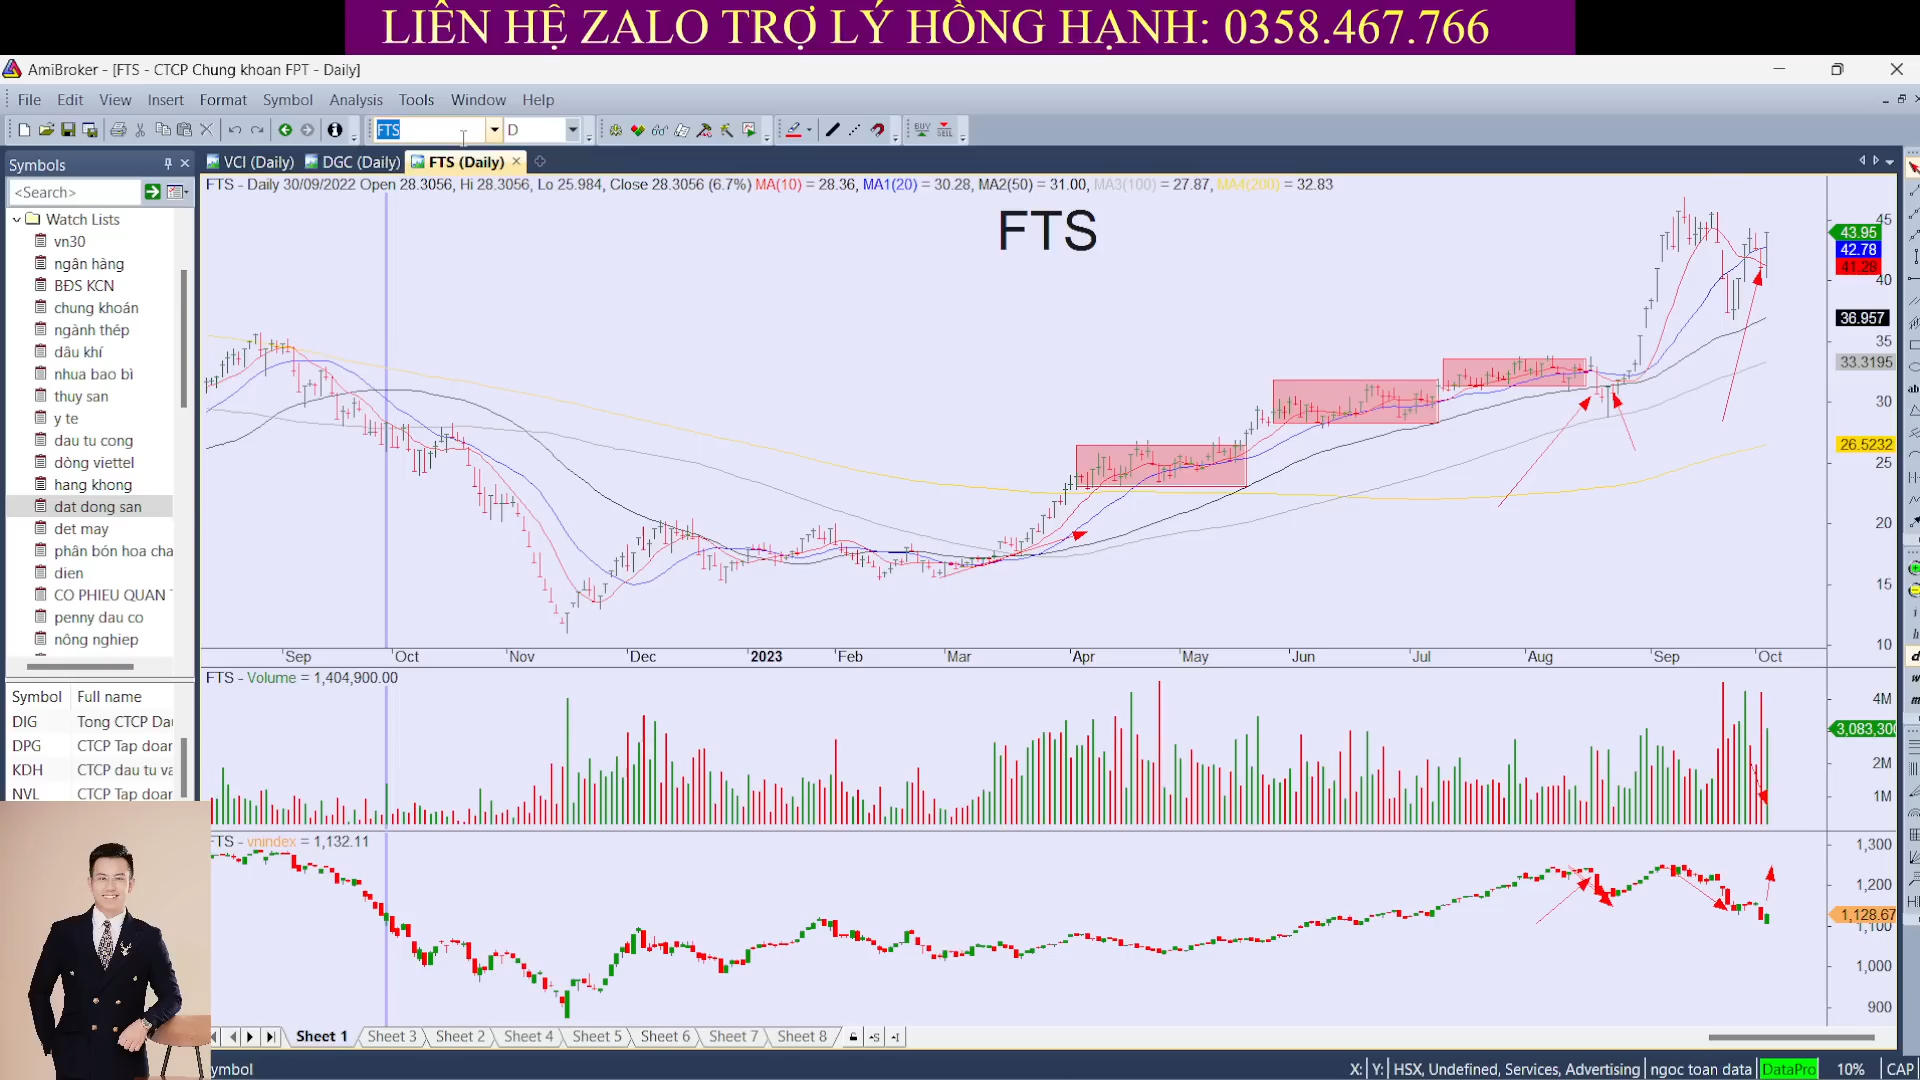 LIÊN HỆ ZALO TRỢ LÝ HỒNG HẠNH: 0358.467.766
AmiBroker - [FTS - CTCP Chung khoan FPT - Daily]
File Edit View Insert Format Symbol Analysis Tools Window Help
FTS D BUY SELL
Symbols
VCI (Daily) DGC (Daily) FTS (Daily)
FTS - Daily 30/09/2022 Open 28.3056, Hi 28.3056, Lo 25.984, Close 28.3056 (6.7%) MA(10) = 28.36, MA1(20) = 30.28, MA2(50) = 31.00, MA3(100) = 27.87, MA4(200) = 32.83
<Search>
Watch Lists
vn30
ngân hàng
BĐS KCN
chung khoán
ngành thép
dâu khí
nhua bao bì
thuy san
y te
dau tu cong
dòng viettel
hang khong
dat dong san
det may
phân bón hoa cha
dien
CO PHIEU QUAN
penny dau co
nông nghiep
FTS
45
43.95
42.78
41.28
40
36.957
35
33.3195
30
26.5232
25
20
15
10
Sep Oct Nov Dec 2023 Feb Mar Apr May Jun Jul Aug Sep Oct
Symbol Full name
DIG Tong CTCP Dau
DPG CTCP Tap doar
KDH CTCP dau tu va
NVL CTCP Tap doar
FTS - Volume = 1,404,900.00
4M
3,083,300
2M
1M
FTS - vnindex = 1,132.11
1,300
1,200
1,128.67
1,100
1,000
900
Sheet 1 Sheet 3 Sheet 2 Sheet 4 Sheet 5 Sheet 6 Sheet 7 Sheet 8
ymbol
X: Y: HSX, Undefined, Services, Advertising ngoc toan data DataPro 10% CAP